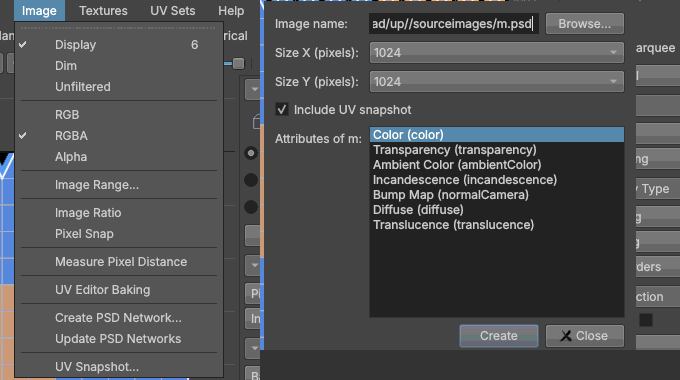 Image Textures UV Sets Help
Display 6
Dim
Unfiltered
RGB
RGBA
Alpha
Image Range...
Image Ratio
Pixel Snap
Measure Pixel Distance
UV Editor Baking
Create PSD Networks...
Update PSD Networks
UV Snapshot...
Image name: ad/up//sourceimages/m.psd Browse...
Size X (pixels): 1024
Size Y (pixels): 1024
Include UV snapshot
Attributes of m:
Color (color)
Transparency (transparency)
Ambient Color (ambientColor)
Incandescence (incandescence)
Bump Map (normalCamera)
Diffuse (diffuse)
Translucence (translucence)
Create Close
arquee
Type